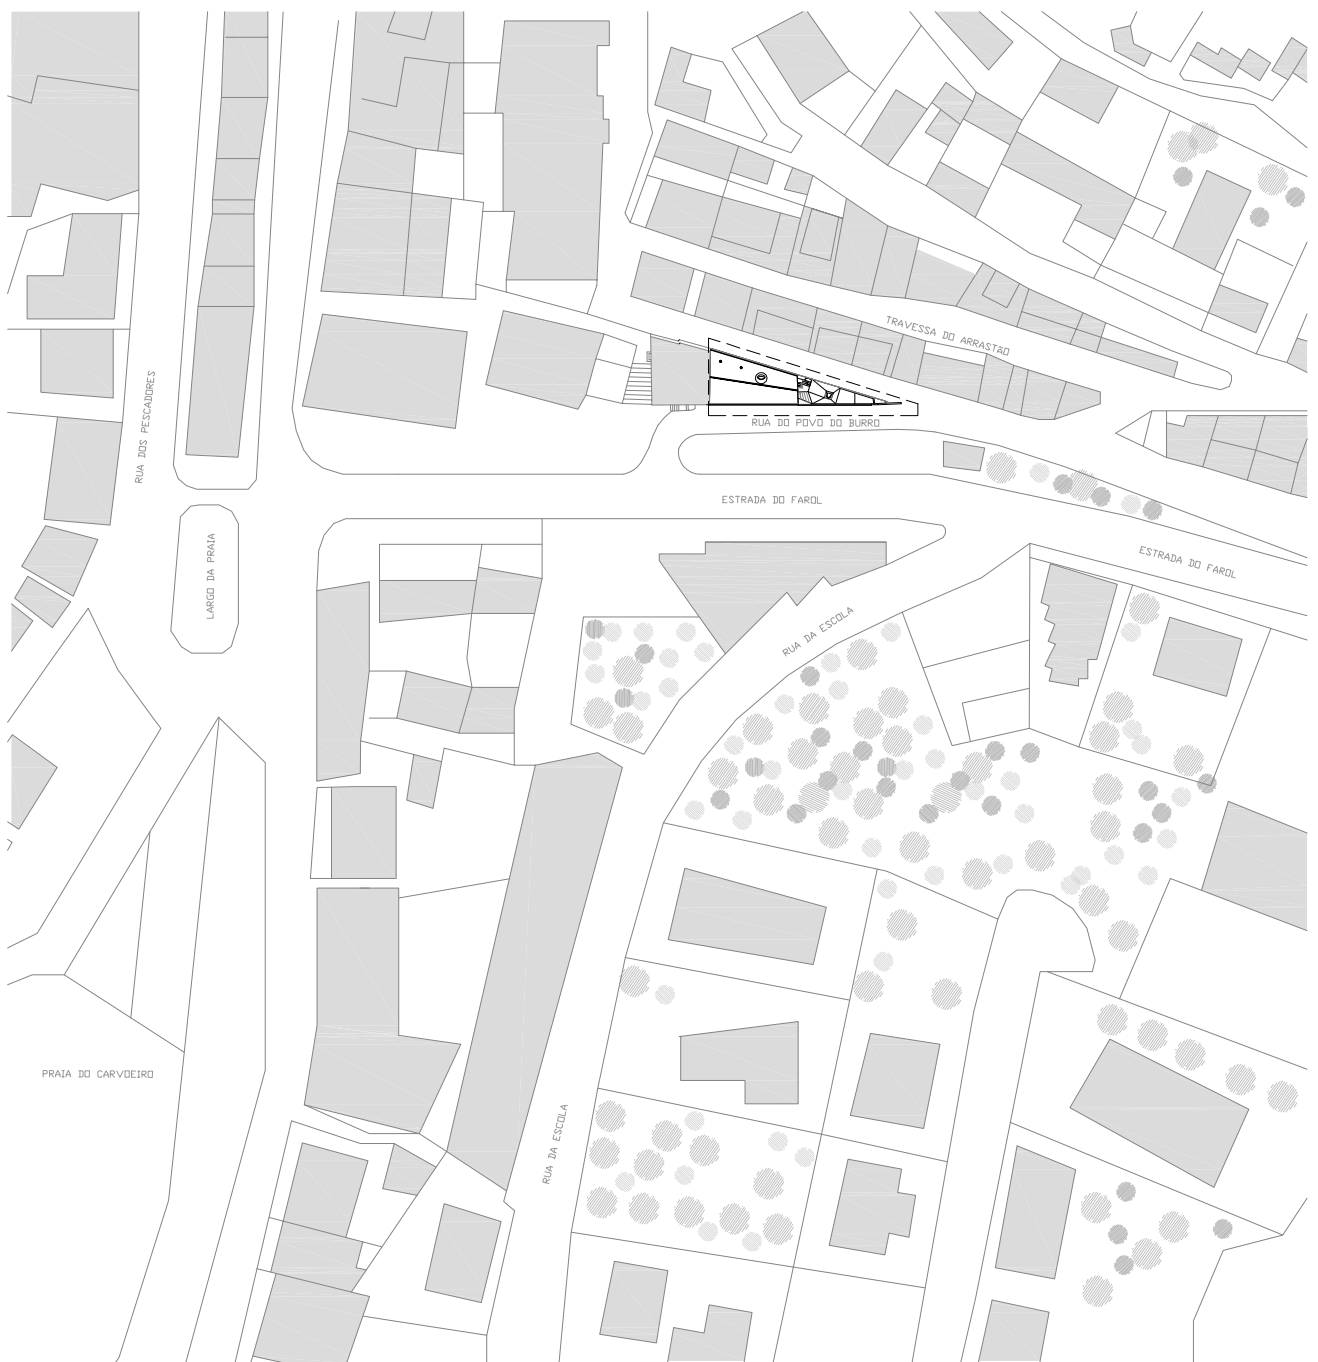 TRAVESSA DO ARRASTãO
RUA DOS PESCADORES
RUA DO POVO DO BURRO
ESTRADA DO FAROL
ESTRADA DO FAROL
LARGO DA PRAIA
RUA DA ESCOLA
PRAIA DO CARVOEIRO
RUA DA ESCOLA